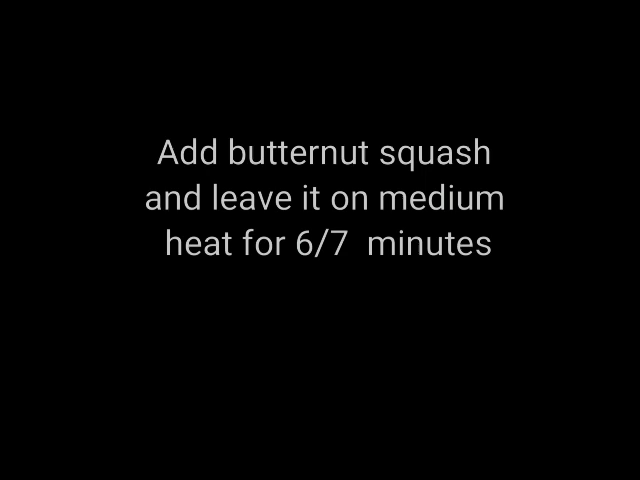 Add butternut squash
and leave it on medium
heat for 6/7 minutes